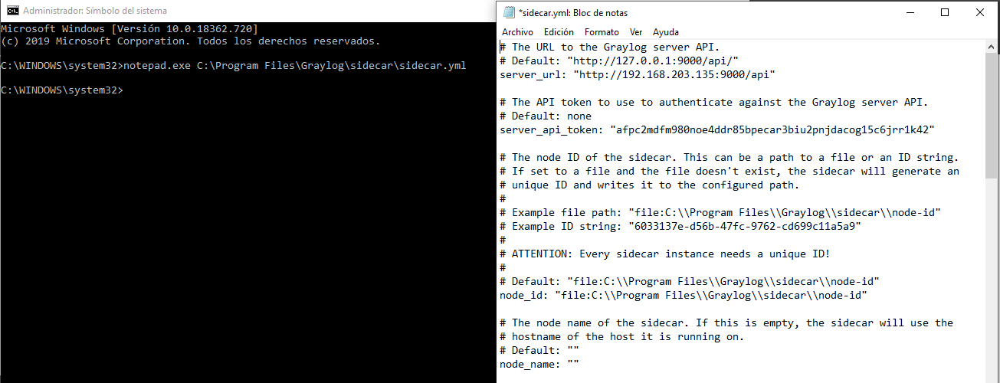 Administrador: Símbolo del sistema
Microsoft Windows [Versión 10.0.18362.720]
(c) 2019 Microsoft Corporation. Todos los derechos reservados.
C:\WINDOWS\system32>notepad.exe C:\Program Files\Graylog\sidecar\sidecar.yml
C:\WINDOWS\system32>
*sidecar.yml: Bloc de notas
Archivo Edición Formato Ver Ayuda
# The URL to the Graylog server API.
# Default: "http://127.0.0.1:9000/api/"
server_url: "http://192.168.203.135:9000/api"
# The API token to use to authenticate against the Graylog server API.
# Default: none
server_api_token: "afpc2mdfm980noe4ddr85bpecar3biu2pnjdacog15c6jrr1k42"
# The node ID of the sidecar. This can be a path to a file or an ID string.
# If set to a file and the file doesn't exist, the sidecar will generate an
# unique ID and writes it to the configured path.
#
# Example file path: "file:C:\\Program Files\\Graylog\\sidecar\\node-id"
# Example ID string: "6033137e-d56b-47fc-9762-cd699c11a5a9"
#
# ATTENTION: Every sidecar instance needs a unique ID!
#
# Default: "file:C:\\Program Files\\Graylog\\sidecar\\node-id"
node_id: "file:C:\\Program Files\\Graylog\\sidecar\\node-id"
# The node name of the sidecar. If this is empty, the sidecar will use the
# hostname of the host it is running on.
# Default: ""
node_name: ""